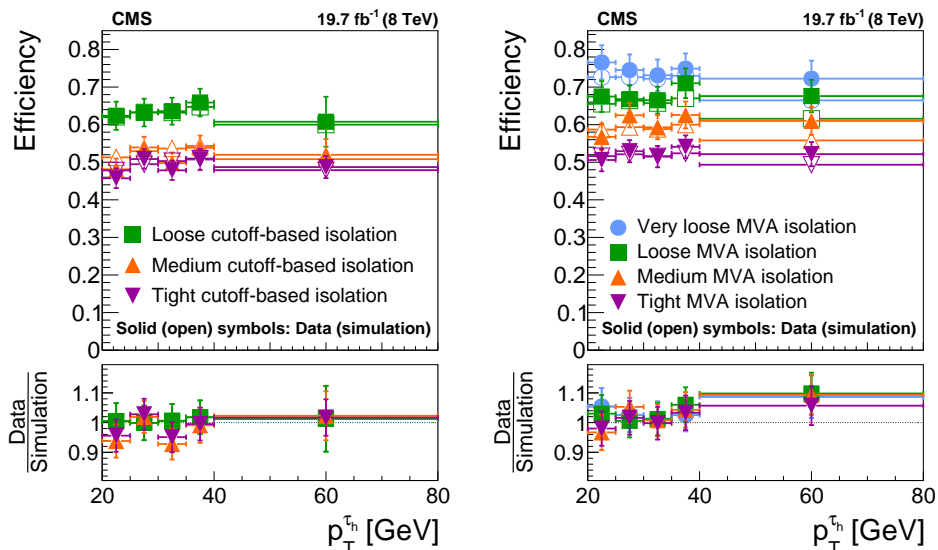 CMS 19.7 fb⁻¹ (8 TeV)
Efficiency
0.8
0.7
0.6
0.5
0.4
0.3
0.2
0.1
0
Loose cutoff-based isolation
Medium cutoff-based isolation
Tight cutoff-based isolation
Solid (open) symbols: Data (simulation)
Data
Simulation
1.1
1
0.9
20 40 60 80
p_T^{τ_h} [GeV]
CMS 19.7 fb⁻¹ (8 TeV)
Efficiency
0.8
0.7
0.6
0.5
0.4
0.3
0.2
0.1
0
Very loose MVA isolation
Loose MVA isolation
Medium MVA isolation
Tight MVA isolation
Solid (open) symbols: Data (simulation)
Data
Simulation
1.1
1
0.9
20 40 60 80
p_T^{τ_h} [GeV]